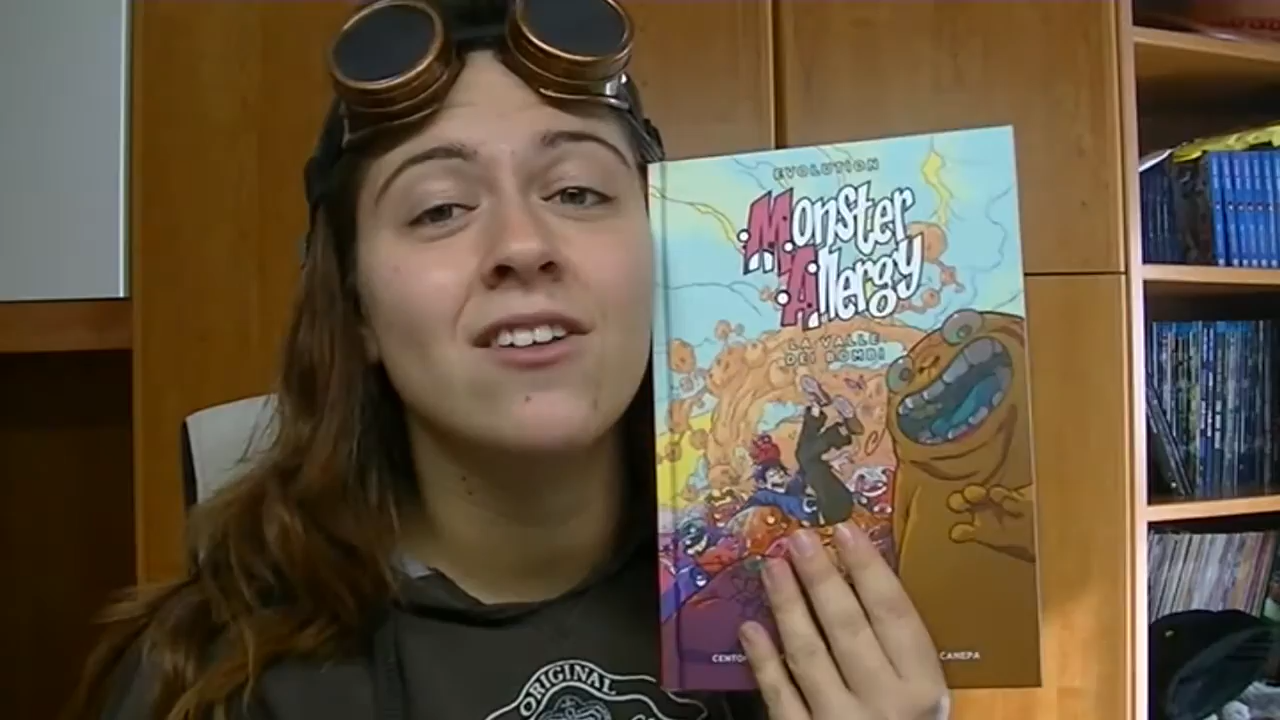 EVOLUTION
Monster
Allergy
LA VALLE
DEI BOMBI
CENTO
CANEPA
ORIGINAL